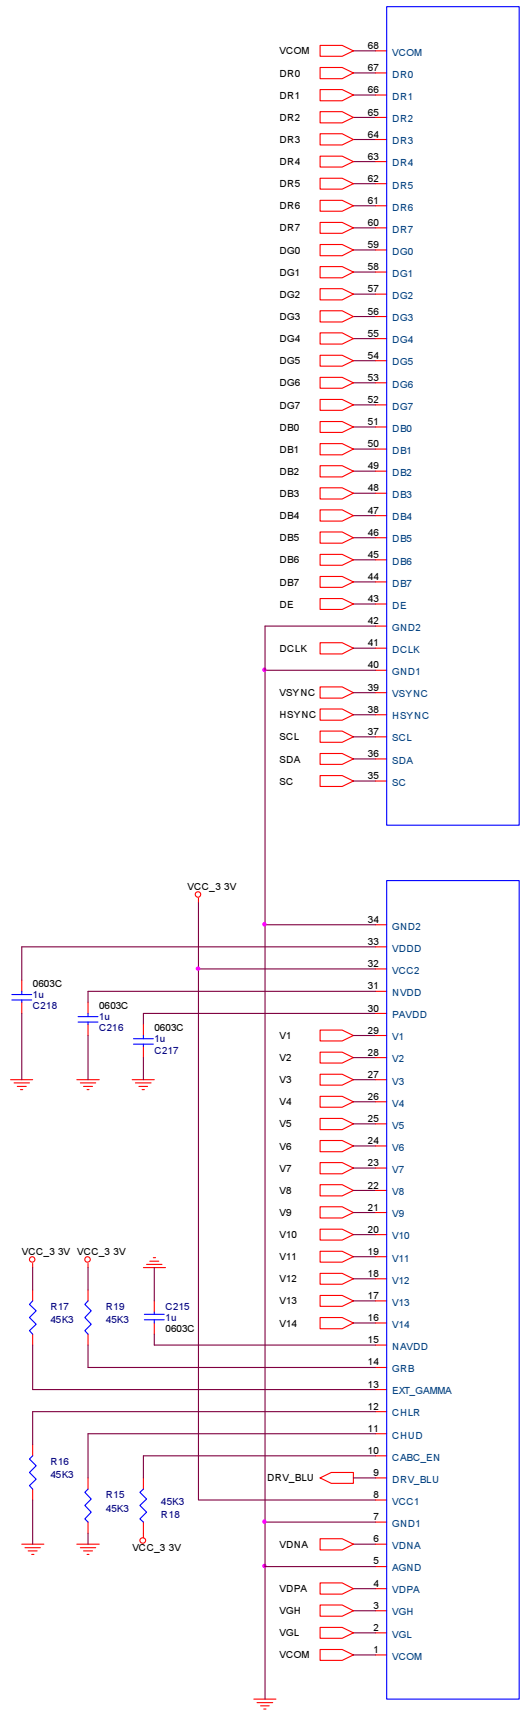 VCOM 68 VCOM
DR0 67 DR0
DR1 66 DR1
DR2 65 DR2
DR3 64 DR3
DR4 63 DR4
DR5 62 DR5
DR6 61 DR6
DR7 60 DR7
DG0 59 DG0
DG1 58 DG1
DG2 57 DG2
DG3 56 DG3
DG4 55 DG4
DG5 54 DG5
DG6 53 DG6
DG7 52 DG7
DB0 51 DB0
DB1 50 DB1
DB2 49 DB2
DB3 48 DB3
DB4 47 DB4
DB5 46 DB5
DB6 45 DB6
DB7 44 DB7
DE 43 DE
42 GND2
DCLK 41 DCLK
40 GND1
VSYNC 39 VSYNC
HSYNC 38 HSYNC
SCL 37 SCL
SDA 36 SDA
SC 35 SC
VCC_3 3V
34 GND2
33 VDDD
32 VCC2
31 NVDD
30 PAVDD
0603C
1u
C218
0603C
1u
C216
0603C
1u
C217
V1 29 V1
V2 28 V2
V3 27 V3
V4 26 V4
V5 25 V5
V6 24 V6
V7 23 V7
V8 22 V8
V9 21 V9
V10 20 V10
V11 19 V11
V12 18 V12
V13 17 V13
V14 16 V14
VCC_3 3V VCC_3 3V
R17
45K3
R19
45K3
C215
1u
0603C
15 NAVDD
14 GRB
13 EXT_GAMMA
12 CHLR
11 CHUD
10 CABC_EN
DRV_BLU 9 DRV_BLU
8 VCC1
7 GND1
R16
45K3
R15
45K3
45K3
R18
VCC_3 3V
VDNA 6 VDNA
5 AGND
VDPA 4 VDPA
VGH 3 VGH
VGL 2 VGL
VCOM 1 VCOM